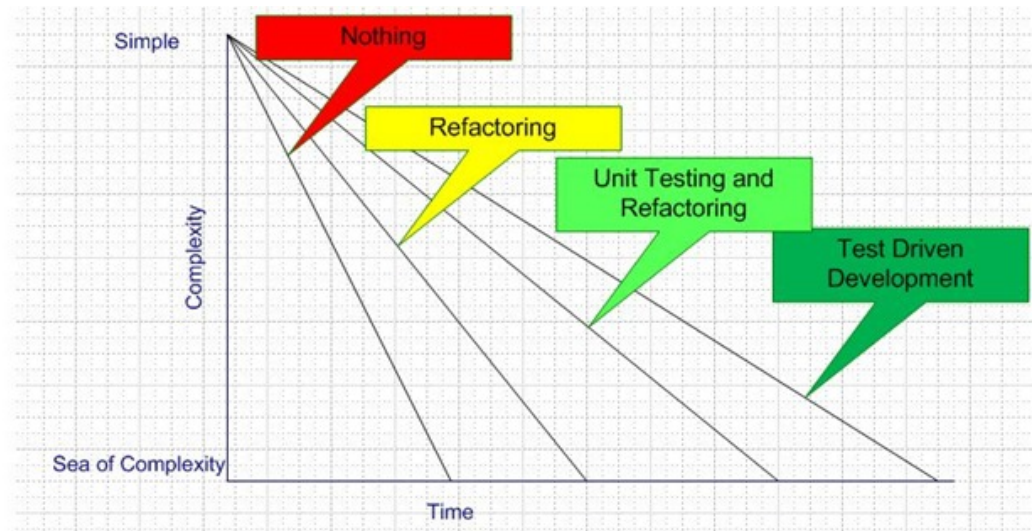 Simple
Nothing
Refactoring
Unit Testing and
Refactoring
Test Driven
Development
Complexity
Sea of Complexity
Time